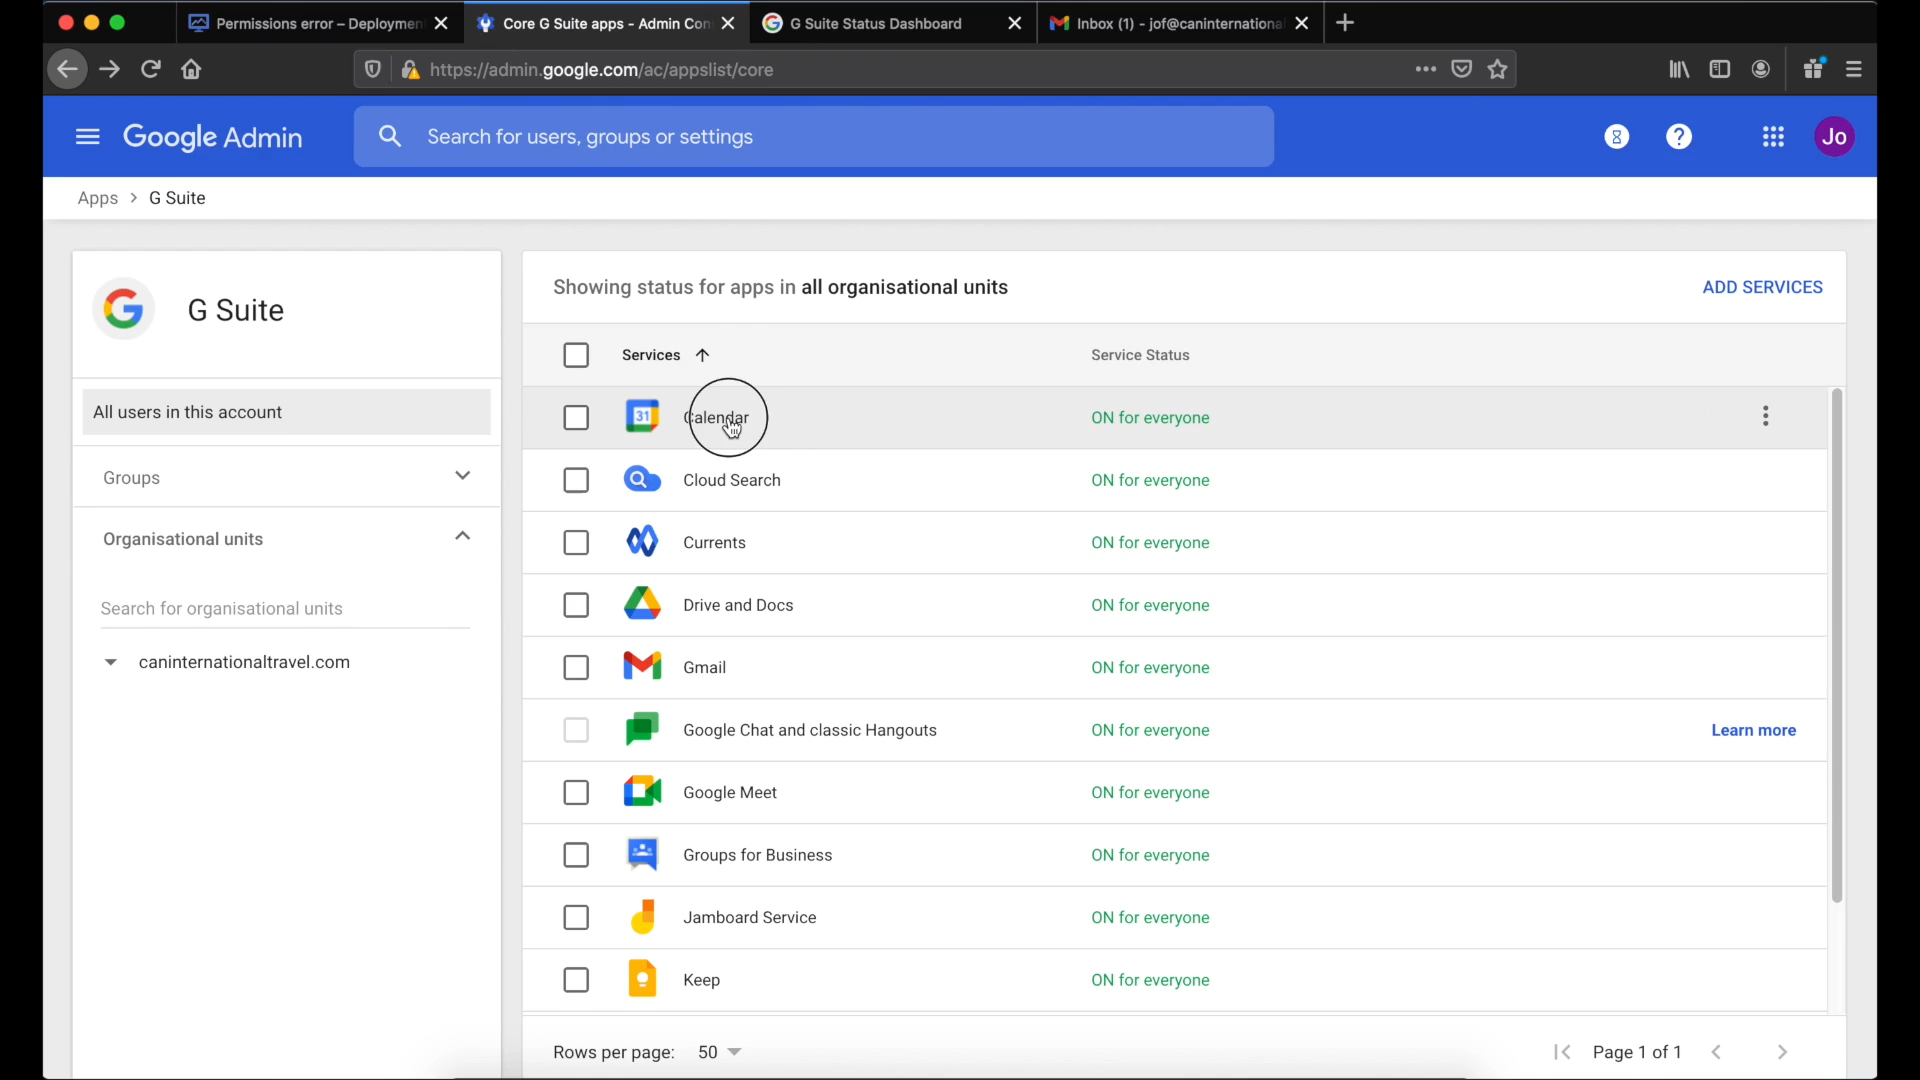 Permissions error – Deploymen
Core G Suite apps - Admin Con
G Suite Status Dashboard
Inbox (1) - jof@caninternationa
https://admin.google.com/ac/appslist/core
Google Admin
Search for users, groups or settings
Jo
Apps > G Suite
G Suite
All users in this account
Groups
Organisational units
Search for organisational units
caninternationaltravel.com
Showing status for apps in all organisational units
ADD SERVICES
Services
Service Status
31
Calendar
ON for everyone
Cloud Search
ON for everyone
Currents
ON for everyone
Drive and Docs
ON for everyone
Gmail
ON for everyone
Google Chat and classic Hangouts
ON for everyone
Learn more
Google Meet
ON for everyone
Groups for Business
ON for everyone
Jamboard Service
ON for everyone
Keep
ON for everyone
Rows per page: 50
Page 1 of 1